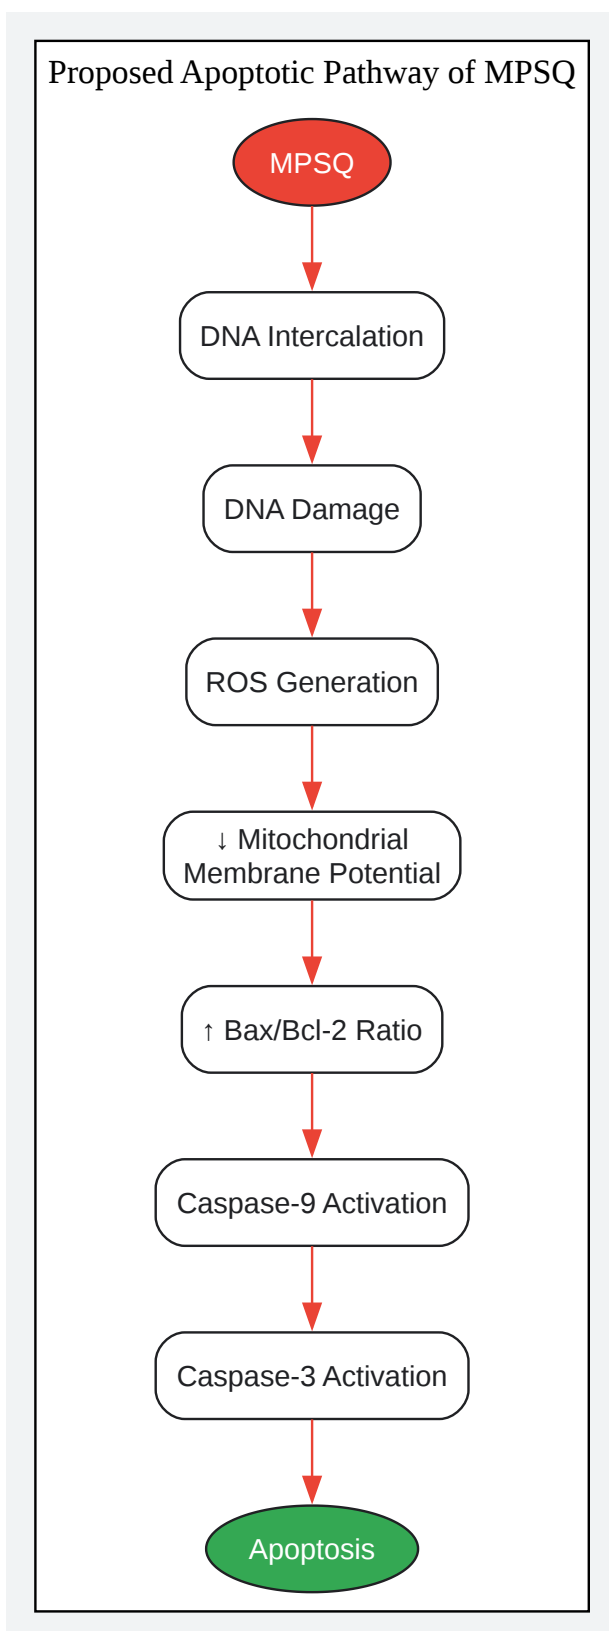 Proposed Apoptotic Pathway of MPSQ
MPSQ
DNA Intercalation
DNA Damage
ROS Generation
↓ Mitochondrial
Membrane Potential
↑ Bax/Bcl-2 Ratio
Caspase-9 Activation
Caspase-3 Activation
Apoptosis